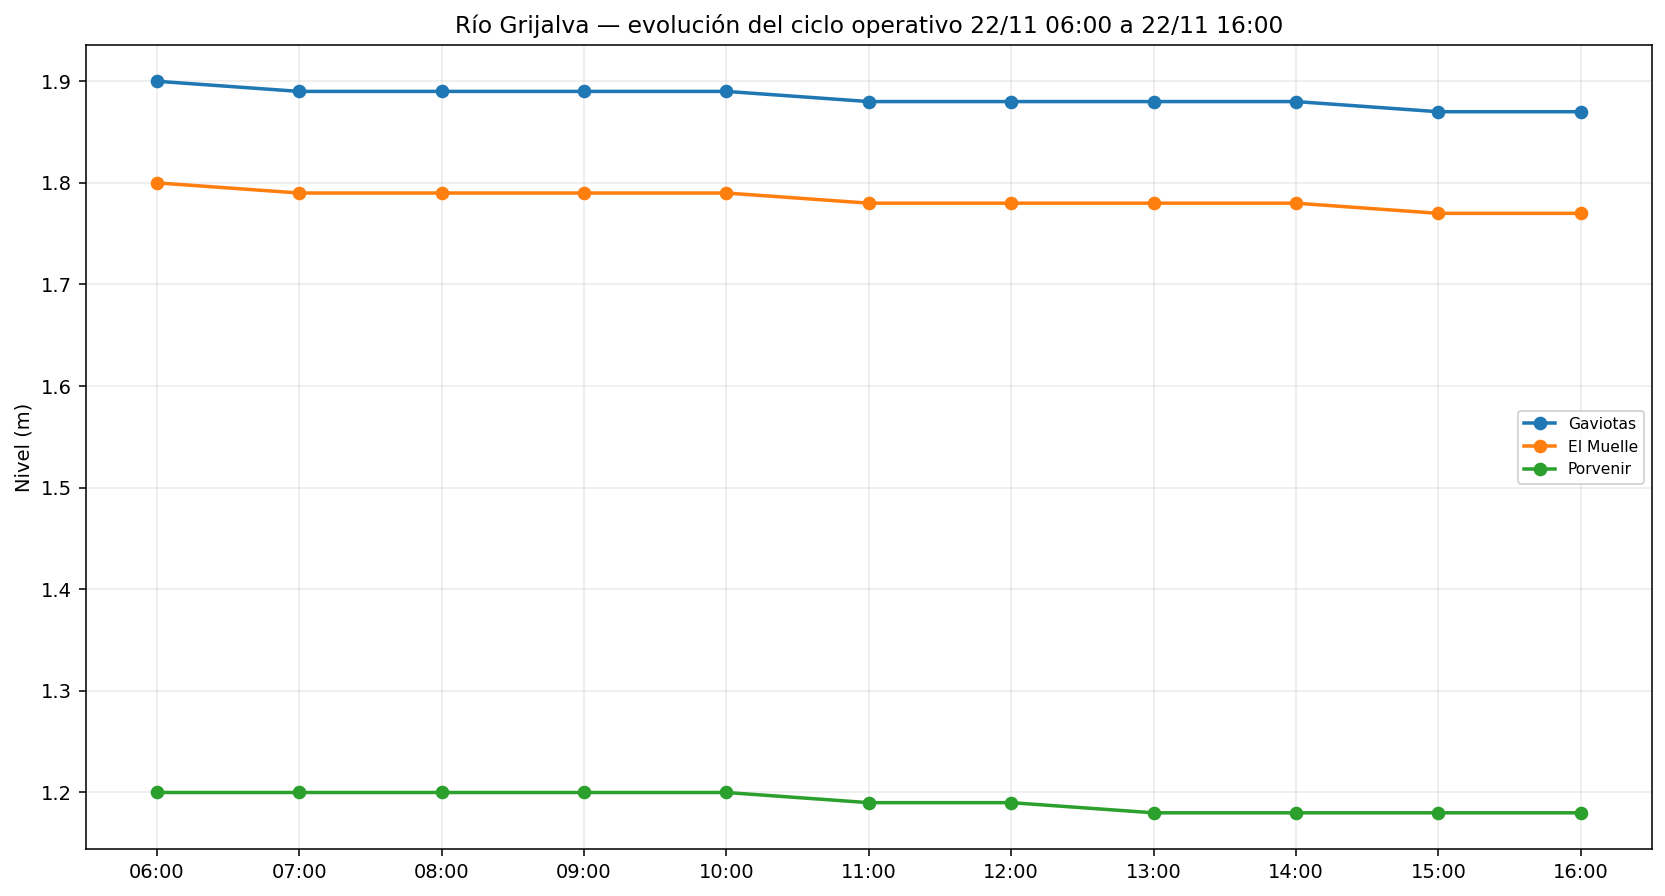 Río Grijalva — evolución del ciclo operativo 22/11 06:00 a 22/11 16:00
Nivel (m)
1.9
1.8
1.7
1.6
1.5
1.4
1.3
1.2
Gaviotas
El Muelle
Porvenir
06:00 07:00 08:00 09:00 10:00 11:00 12:00 13:00 14:00 15:00 16:00